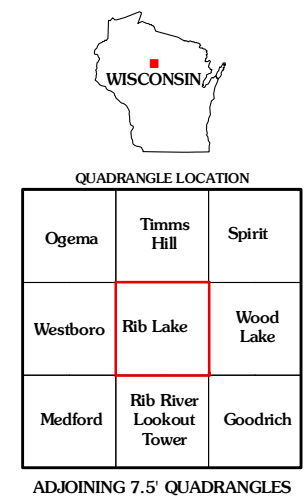 WISCONSIN
QUADRANGLE LOCATION
Ogema
Timms
Hill
Spirit
Westboro
Rib Lake
Wood
Lake
Medford
Rib River
Lookout
Tower
Goodrich
ADJOINING 7.5' QUADRANGLES